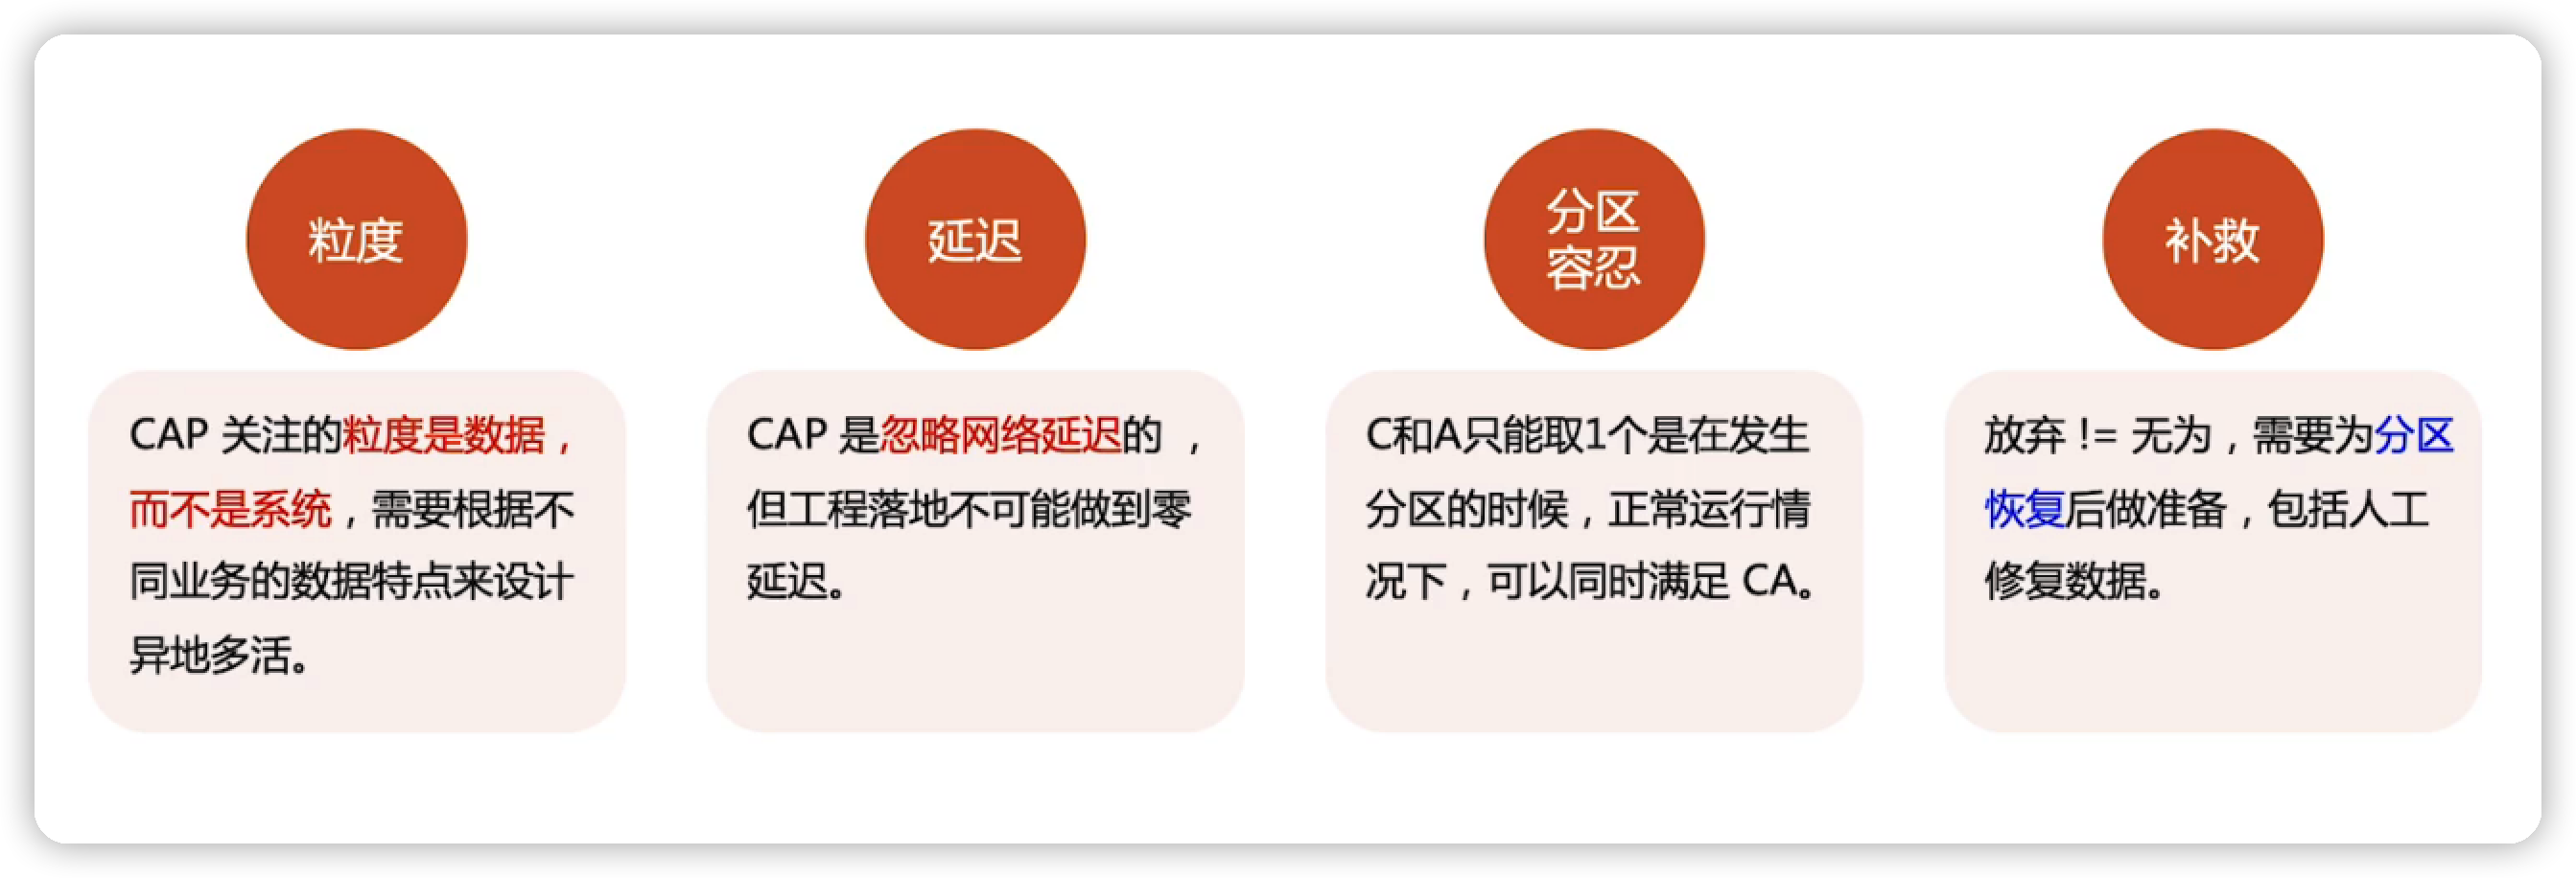 粒度
CAP 关注的粒度是数据，
而不是系统，需要根据不
同业务的数据特点来设计
异地多活。
延迟
CAP 是忽略网络延迟的 ，
但工程落地不可能做到零
延迟。
分区
容忍
C和A只能取1个是在发生
分区的时候，正常运行情
况下，可以同时满足 CA。
补救
放弃 != 无为，需要为分区
恢复后做准备，包括人工
修复数据。